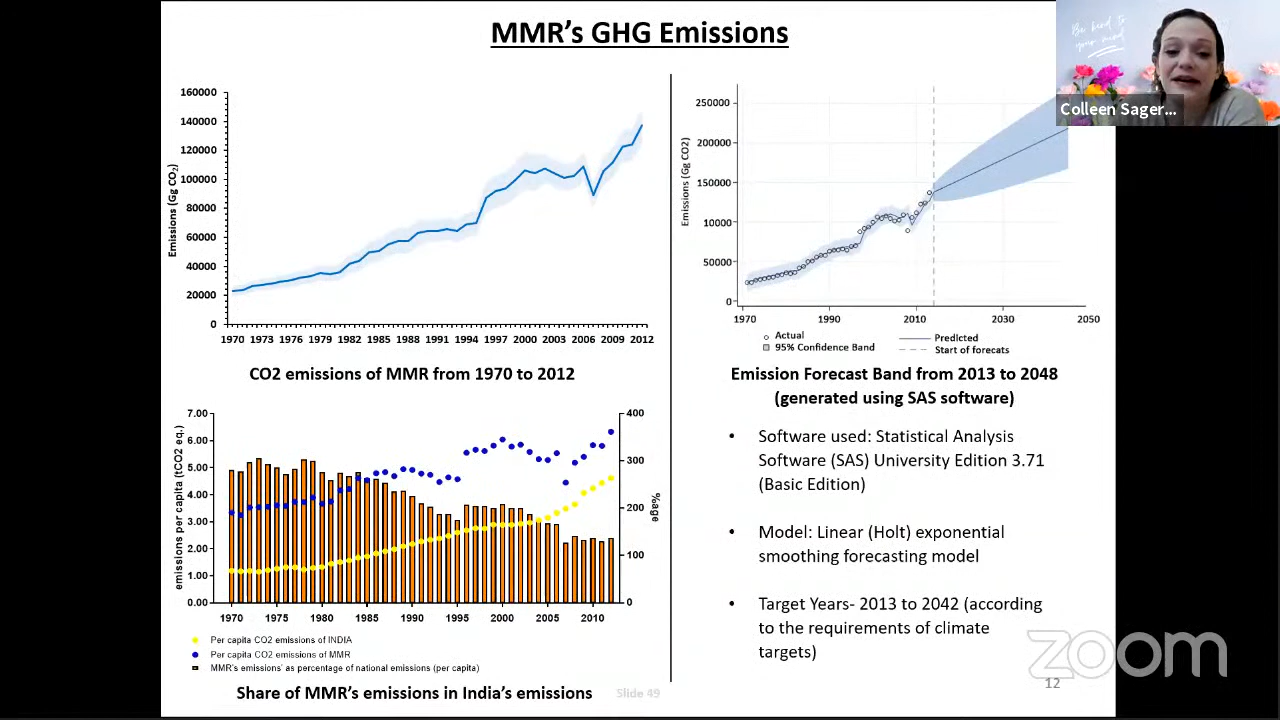 MMR's GHG Emissions
Be kind to
your mind
Colleen Sager...
160000
140000
120000
100000
80000
60000
40000
20000
0
Emissions (Gg CO2)
1970 1973 1976 1979 1982 1985 1988 1991 1994 1997 2000 2003 2006 2009 2012
CO2 emissions of MMR from 1970 to 2012
250000
200000
150000
100000
50000
0
Emissions (Gg CO2)
1970 1990 2010 2030 2050
Actual
95% Confidence Band
Predicted
Start of forecats
Emission Forecast Band from 2013 to 2048
(generated using SAS software)
7.00
6.00
5.00
4.00
3.00
2.00
1.00
0.00
emissions per capita (tCO2 eq.)
400
300
200
100
0
%age
1970 1975 1980 1985 1990 1995 2000 2005 2010
Per capita CO2 emissions of INDIA
Per capita CO2 emissions of MMR
MMR's emissions' as percentage of national emissions (per capita)
Share of MMR's emissions in India's emissions
Slide 49
• Software used: Statistical Analysis
Software (SAS) University Edition 3.71
(Basic Edition)
• Model: Linear (Holt) exponential
smoothing forecasting model
• Target Years- 2013 to 2042 (according
to the requirements of climate
targets)
zoom
12